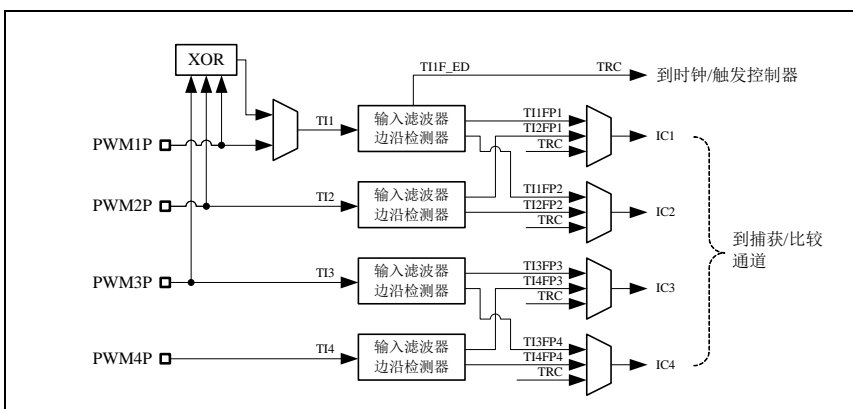 XOR
TI1F_ED
TRC
到时钟/触发控制器
PWM1P
TI1
输入滤波器
边沿检测器
TI1FP1
TI2FP1
TRC
IC1
PWM2P
TI2
输入滤波器
边沿检测器
TI1FP2
TI2FP2
TRC
IC2
到捕获/比较
通道
PWM3P
TI3
输入滤波器
边沿检测器
TI3FP3
TI4FP3
TRC
IC3
PWM4P
TI4
输入滤波器
边沿检测器
TI3FP4
TI4FP4
TRC
IC4